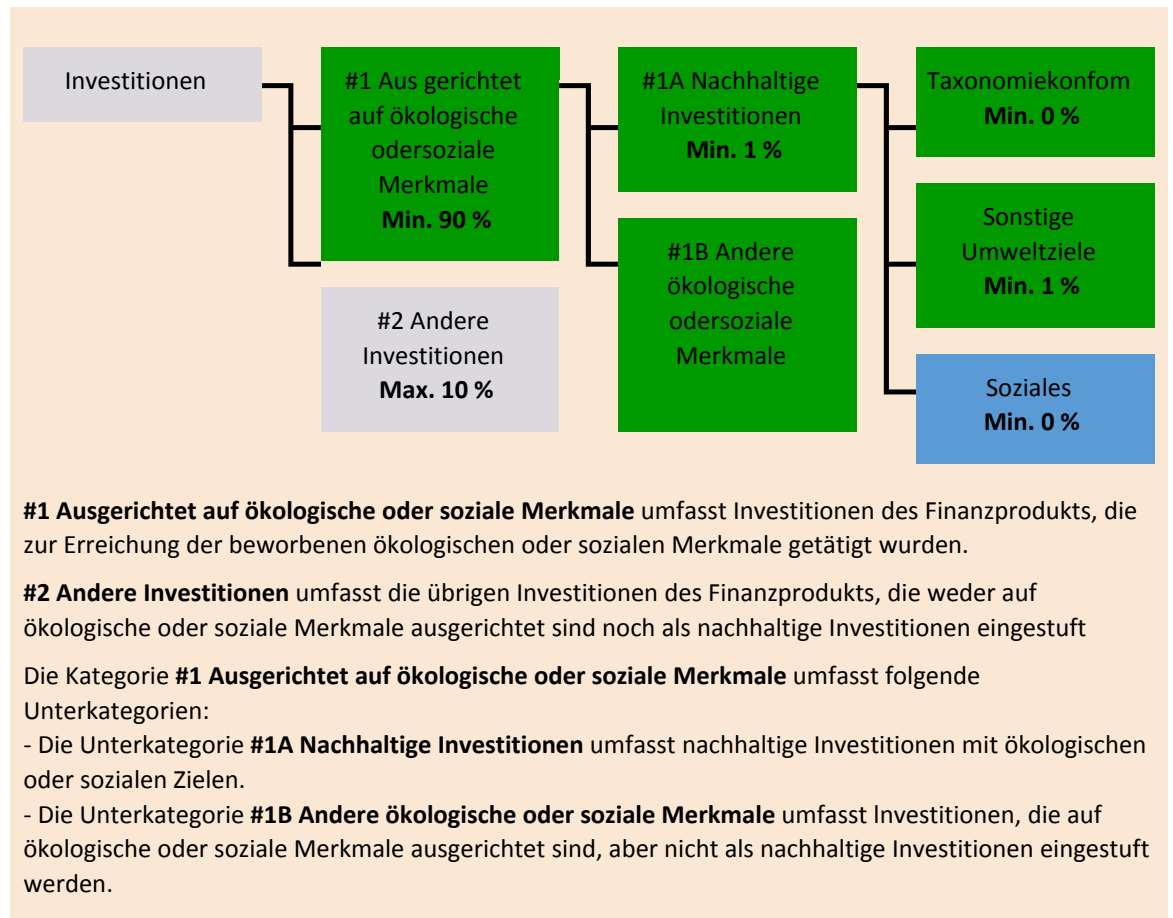 Investitionen
#1 Aus gerichtet
auf ökologische
odersoziale
Merkmale
Min. 90 %
#2 Andere
Investitionen
Max. 10 %
#1A Nachhaltige
Investitionen
Min. 1 %
#1B Andere
ökologische
odersoziale
Merkmale
Taxonomiekonfom
Min. 0 %
Sonstige
Umweltziele
Min. 1 %
Soziales
Min. 0 %
#1 Ausgerichtet auf ökologische oder soziale Merkmale umfasst Investitionen des Finanzprodukts, die
zur Erreichung der beworbenen ökologischen oder sozialen Merkmale getätigt wurden.
#2 Andere Investitionen umfasst die übrigen Investitionen des Finanzprodukts, die weder auf
ökologische oder soziale Merkmale ausgerichtet sind noch als nachhaltige Investitionen eingestuft
Die Kategorie #1 Ausgerichtet auf ökologische oder soziale Merkmale umfasst folgende
Unterkategorien:
- Die Unterkategorie #1A Nachhaltige Investitionen umfasst nachhaltige Investitionen mit ökologischen
oder sozialen Zielen.
- Die Unterkategorie #1B Andere ökologische oder soziale Merkmale umfasst lnvestitionen, die auf
ökologische oder soziale Merkmale ausgerichtet sind, aber nicht als nachhaltige Investitionen eingestuft
werden.